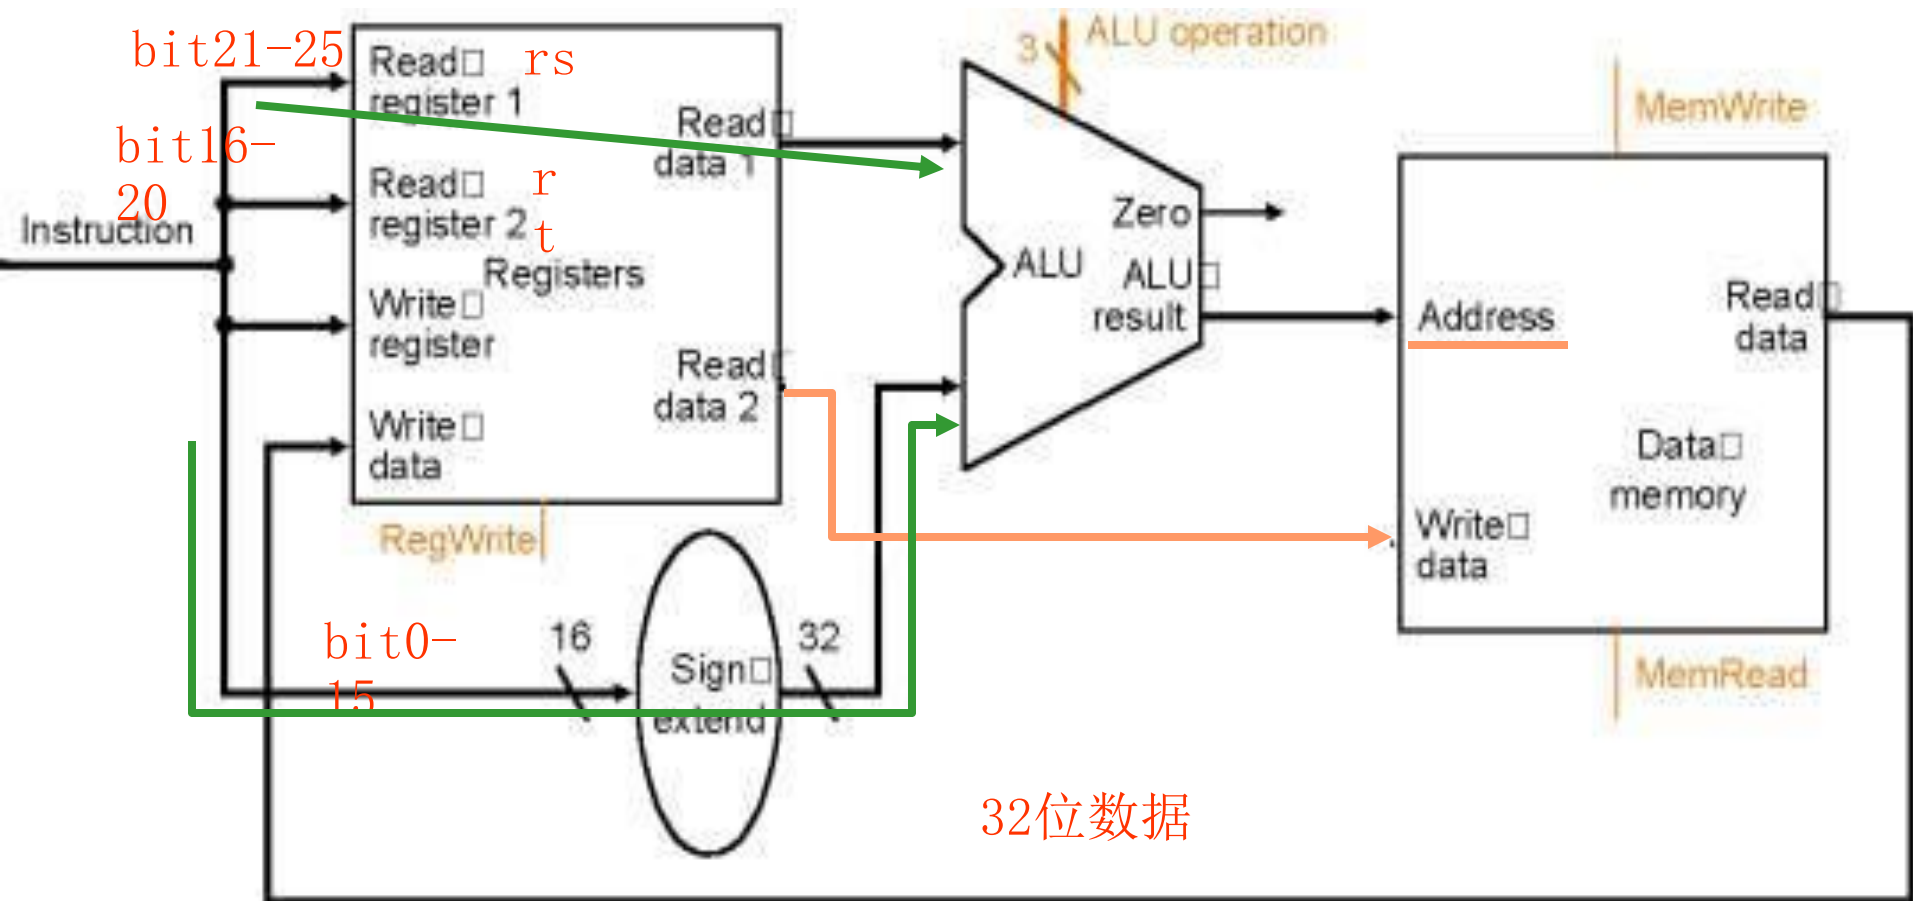 bit21-25
bit16-
20
Instruction
Read
register 1
rs
Read
register 2
r
t
Registers
Write
register
Write
data
Read
data 1
Read
data 2
RegWrite
bit0-
15
16
Sign
extend
32
3
ALU operation
Zero
ALU
ALU
result
MemWrite
Address
Read
data
Data
memory
Write
data
MemRead
32位数据